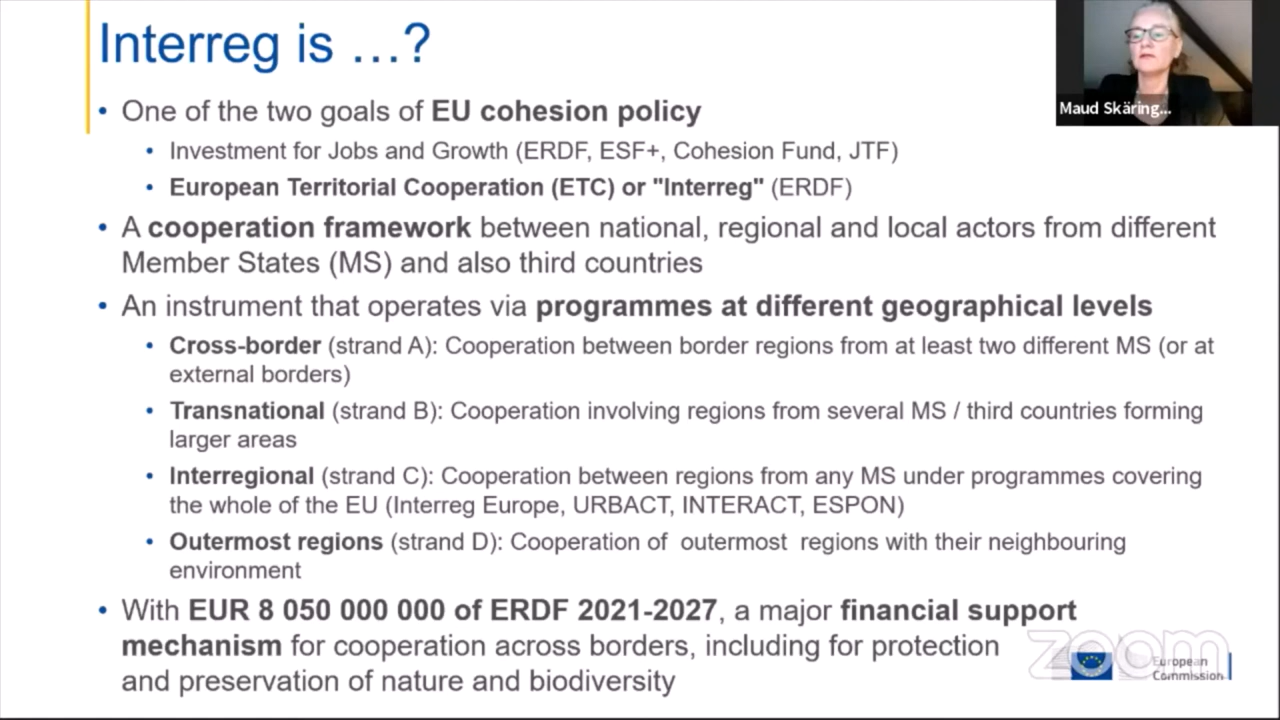 Interreg is …?
Maud Skäring...
• One of the two goals of EU cohesion policy
• Investment for Jobs and Growth (ERDF, ESF+, Cohesion Fund, JTF)
• European Territorial Cooperation (ETC) or "Interreg" (ERDF)
• A cooperation framework between national, regional and local actors from different
Member States (MS) and also third countries
• An instrument that operates via programmes at different geographical levels
• Cross-border (strand A): Cooperation between border regions from at least two different MS (or at
external borders)
• Transnational (strand B): Cooperation involving regions from several MS / third countries forming
larger areas
• Interregional (strand C): Cooperation between regions from any MS under programmes covering
the whole of the EU (Interreg Europe, URBACT, INTERACT, ESPON)
• Outermost regions (strand D): Cooperation of outermost regions with their neighbouring
environment
• With EUR 8 050 000 000 of ERDF 2021-2027, a major financial support
mechanism for cooperation across borders, including for protection
and preservation of nature and biodiversity
zoom
European
Commission